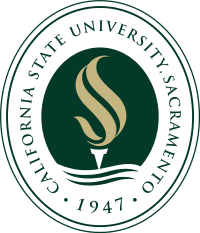 CALIFORNIA STATE UNIVERSITY, SACRAMENTO
• 1947 •